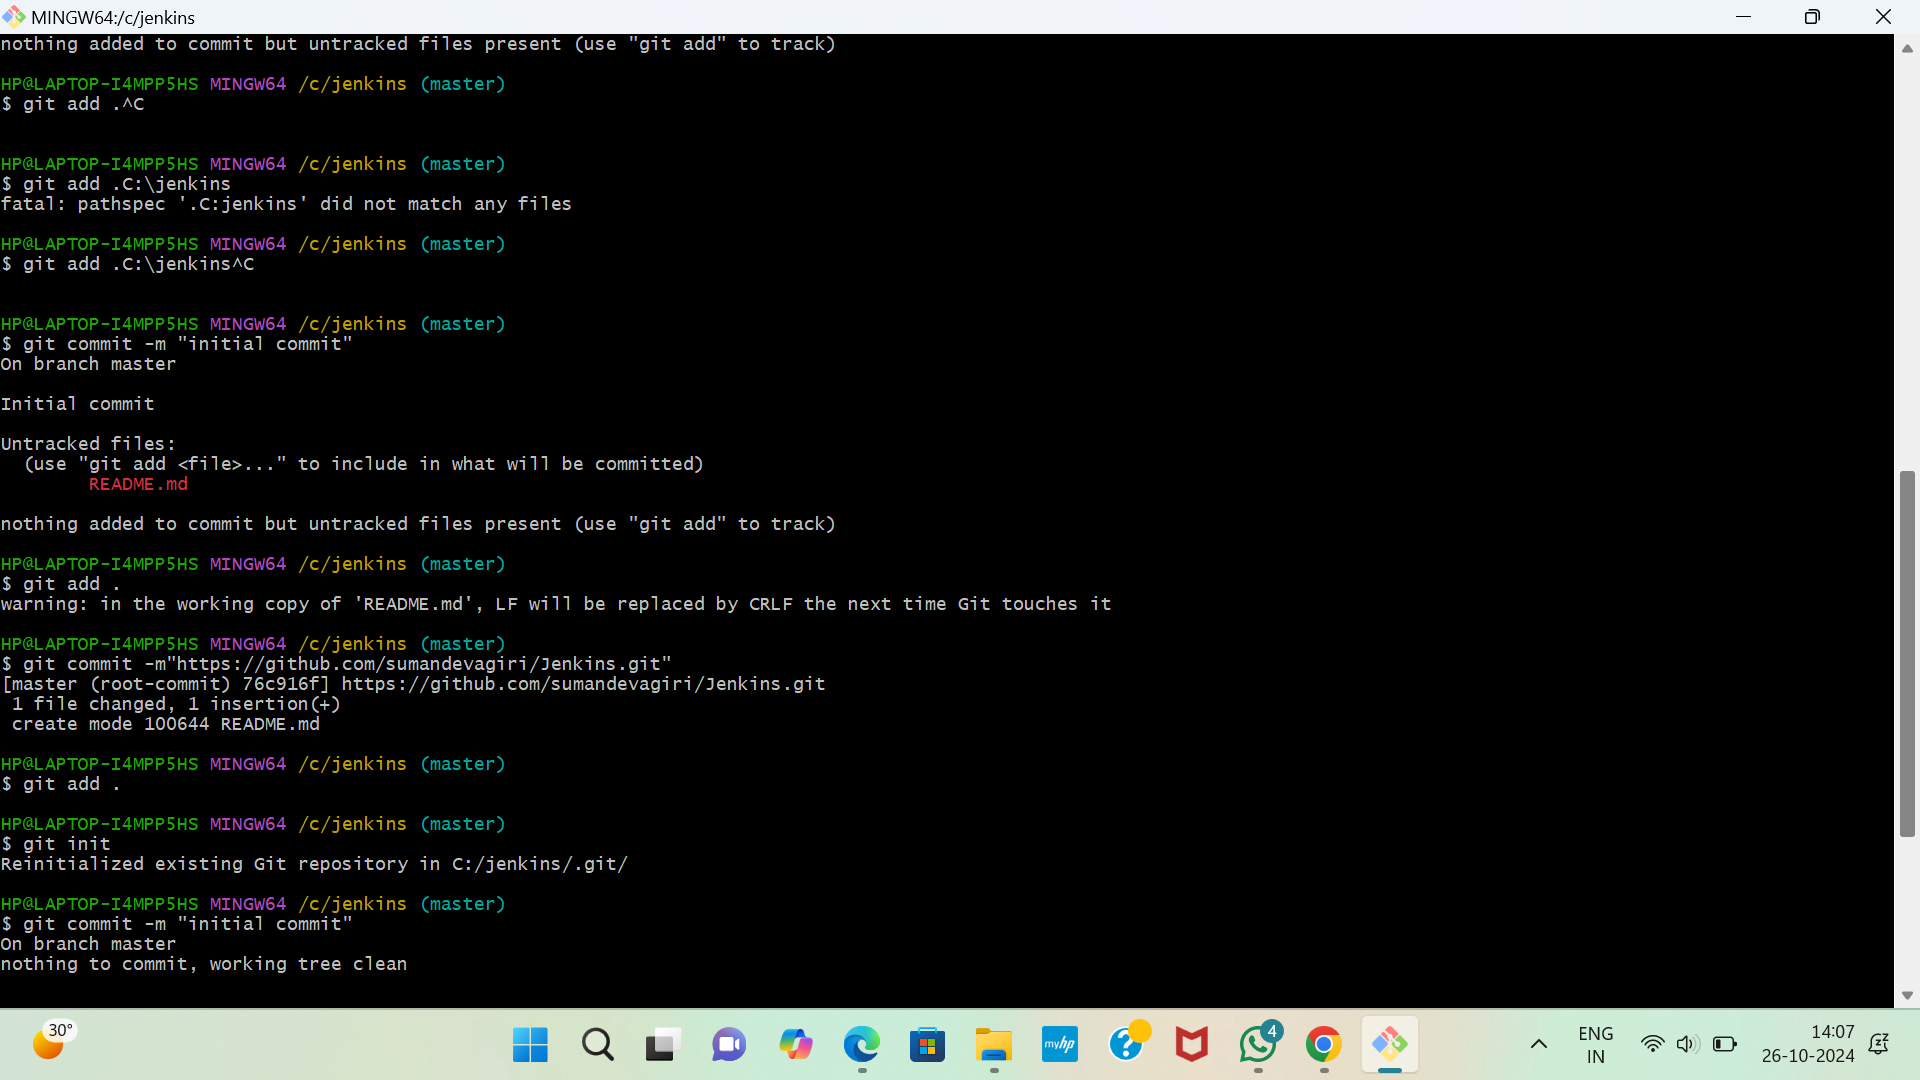 MINGW64:/c/jenkins
nothing added to commit but untracked files present (use "git add" to track)
HP@LAPTOP-I4MPP5HS MINGW64 /c/jenkins (master)
$ git add .^C
HP@LAPTOP-I4MPP5HS MINGW64 /c/jenkins (master)
$ git add .C:\jenkins
fatal: pathspec '.C:jenkins' did not match any files
HP@LAPTOP-I4MPP5HS MINGW64 /c/jenkins (master)
$ git add .C:\jenkins^C
HP@LAPTOP-I4MPP5HS MINGW64 /c/jenkins (master)
$ git commit -m "initial commit"
On branch master
Initial commit
Untracked files:
  (use "git add <file>..." to include in what will be committed)
        README.md
nothing added to commit but untracked files present (use "git add" to track)
HP@LAPTOP-I4MPP5HS MINGW64 /c/jenkins (master)
$ git add .
warning: in the working copy of 'README.md', LF will be replaced by CRLF the next time Git touches it
HP@LAPTOP-I4MPP5HS MINGW64 /c/jenkins (master)
$ git commit -m"https://github.com/sumandevagiri/Jenkins.git"
[master (root-commit) 76c916f] https://github.com/sumandevagiri/Jenkins.git
 1 file changed, 1 insertion(+)
 create mode 100644 README.md
HP@LAPTOP-I4MPP5HS MINGW64 /c/jenkins (master)
$ git add .
HP@LAPTOP-I4MPP5HS MINGW64 /c/jenkins (master)
$ git init
Reinitialized existing Git repository in C:/jenkins/.git/
HP@LAPTOP-I4MPP5HS MINGW64 /c/jenkins (master)
$ git commit -m "initial commit"
On branch master
nothing to commit, working tree clean
30°
myhp
?
4
ENG
IN
14:07
26-10-2024